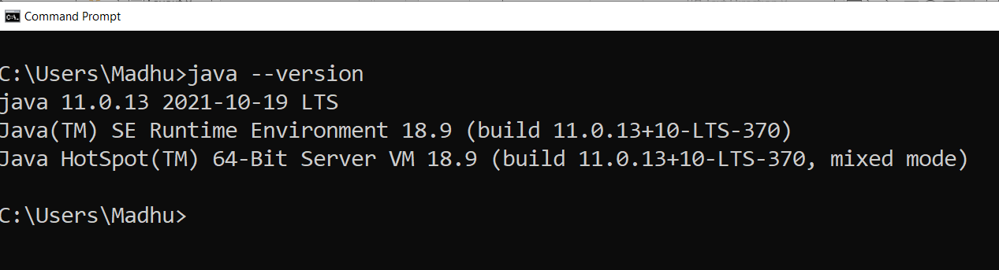 Command Prompt
C:\Users\Madhu>java --version
java 11.0.13 2021-10-19 LTS
Java(TM) SE Runtime Environment 18.9 (build 11.0.13+10-LTS-370)
Java HotSpot(TM) 64-Bit Server VM 18.9 (build 11.0.13+10-LTS-370, mixed mode)
C:\Users\Madhu>